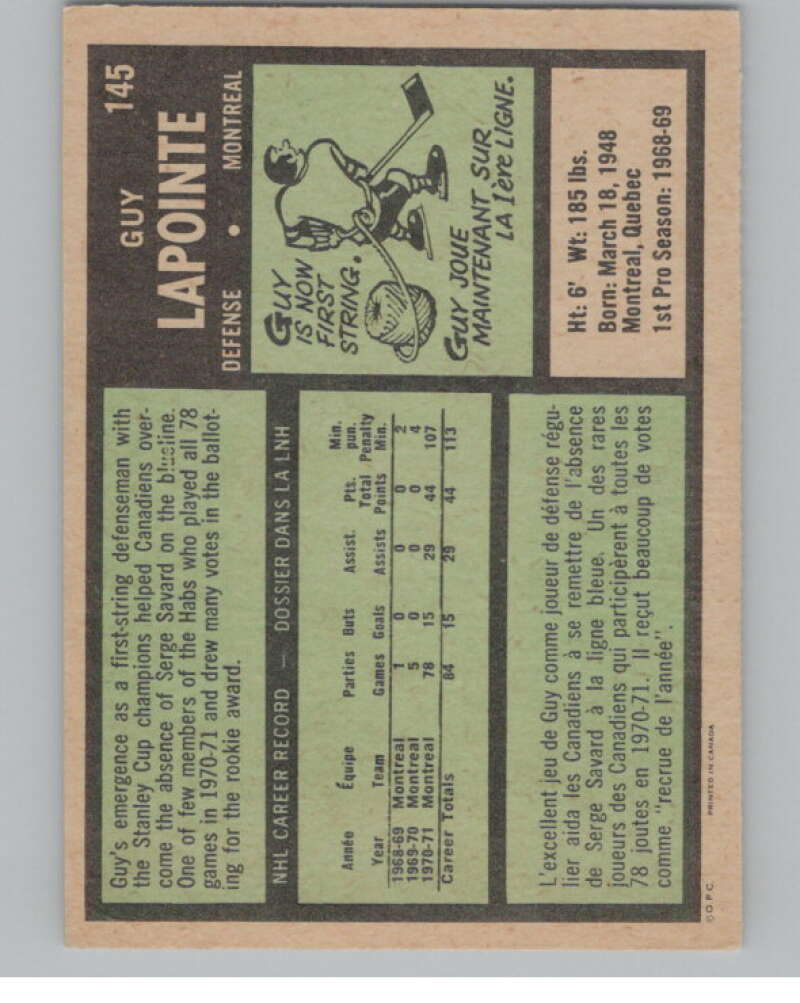 GUY 145
LAPOINTE
DEFENSE • MONTREAL
Guy's emergence as a first-string defenseman with
the Stanley Cup champions helped Canadiens over-
come the absence of Serge Savard on the blueline.
One of few members of the Habs who played all 78
games in 1970-71 and drew many votes in the ballot-
ing for the rookie award.
GUY
IS NOW
FIRST
STRING.
GUY JOUE
MAINTENANT SUR
LA 1ère LIGNE.
NHL CAREER RECORD — DOSSIER DANS LA LNH
Min.
Pts. pun.
Année Équipe Parties Buts Assist. Total Penalty
Year Team Games Goals Assists Points Min.
1968-69 Montreal 1 0 0 0 2
1969-70 Montreal 5 0 0 0 4
1970-71 Montreal 78 15 29 44 107
Career Totals 84 15 29 44 113
Ht: 6' Wt: 185 lbs.
Born: March 18, 1948
Montreal, Quebec
1st Pro Season: 1968-69
L'excellent jeu de Guy comme joueur de défense régu-
lier aida les Canadiens à se remettre de l'absence
de Serge Savard à la ligne bleue. Un des rares
joueurs des Canadiens qui participèrent à toutes les
78 joutes en 1970-71. Il reçut beaucoup de votes
comme "recrue de l'année".
© O.P.C. PRINTED IN CANADA